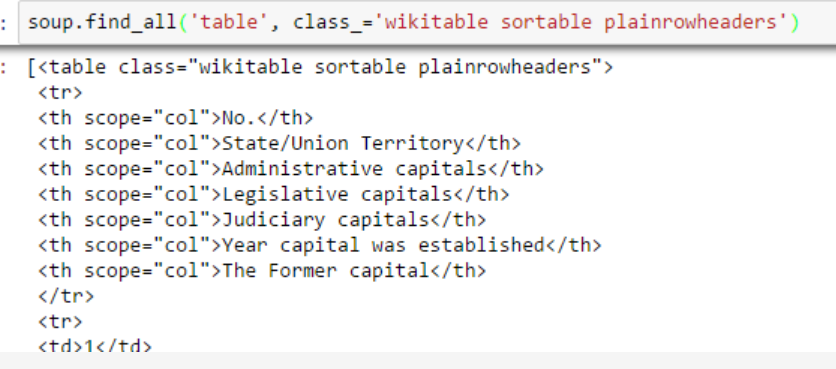 : soup.find_all('table', class_='wikitable sortable plainrowheaders')
: [<table class="wikitable sortable plainrowheaders">
<tr>
<th scope="col">No.</th>
<th scope="col">State/Union Territory</th>
<th scope="col">Administrative capitals</th>
<th scope="col">Legislative capitals</th>
<th scope="col">Judiciary capitals</th>
<th scope="col">Year capital was established</th>
<th scope="col">The Former capital</th>
</tr>
<tr>
<td>1</td>